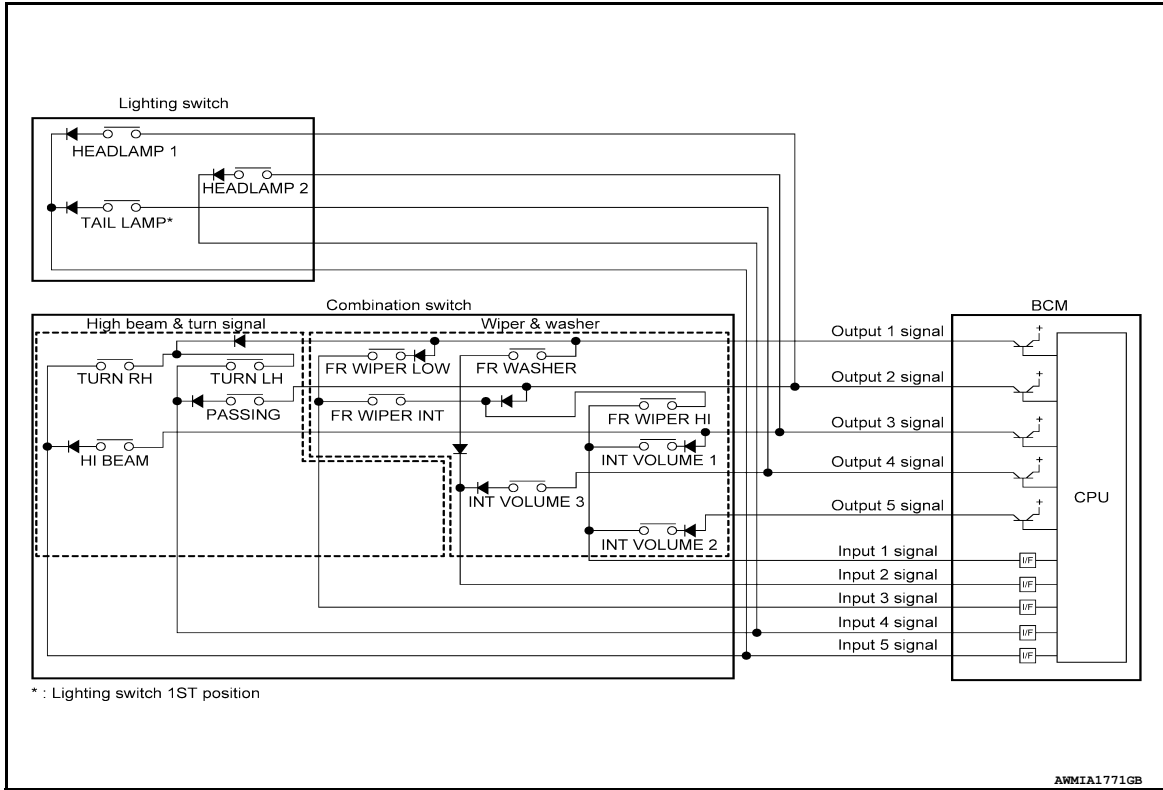 Lighting switch
HEADLAMP 1
HEADLAMP 2
TAIL LAMP*
Combination switch
BCM
High beam & turn signal
Wiper & washer
Output 1 signal
+
TURN RH
TURN LH
FR WIPER LOW
FR WASHER
Output 2 signal
+
PASSING
FR WIPER INT
FR WIPER HI
Output 3 signal
+
HI BEAM
INT VOLUME 1
Output 4 signal
+
INT VOLUME 3
CPU
Output 5 signal
+
INT VOLUME 2
Input 1 signal
I/F
Input 2 signal
I/F
Input 3 signal
I/F
Input 4 signal
I/F
Input 5 signal
I/F
* : Lighting switch 1ST position
AWMIA1771GB